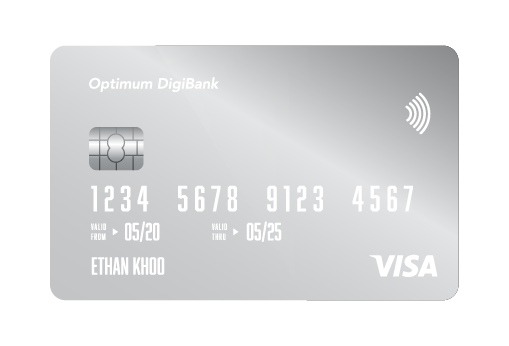 Optimum DigiBank
1234 5678 9123 4567
VALID FROM 05/20 VALID THRU 05/25
ETHAN KHOO
VISA